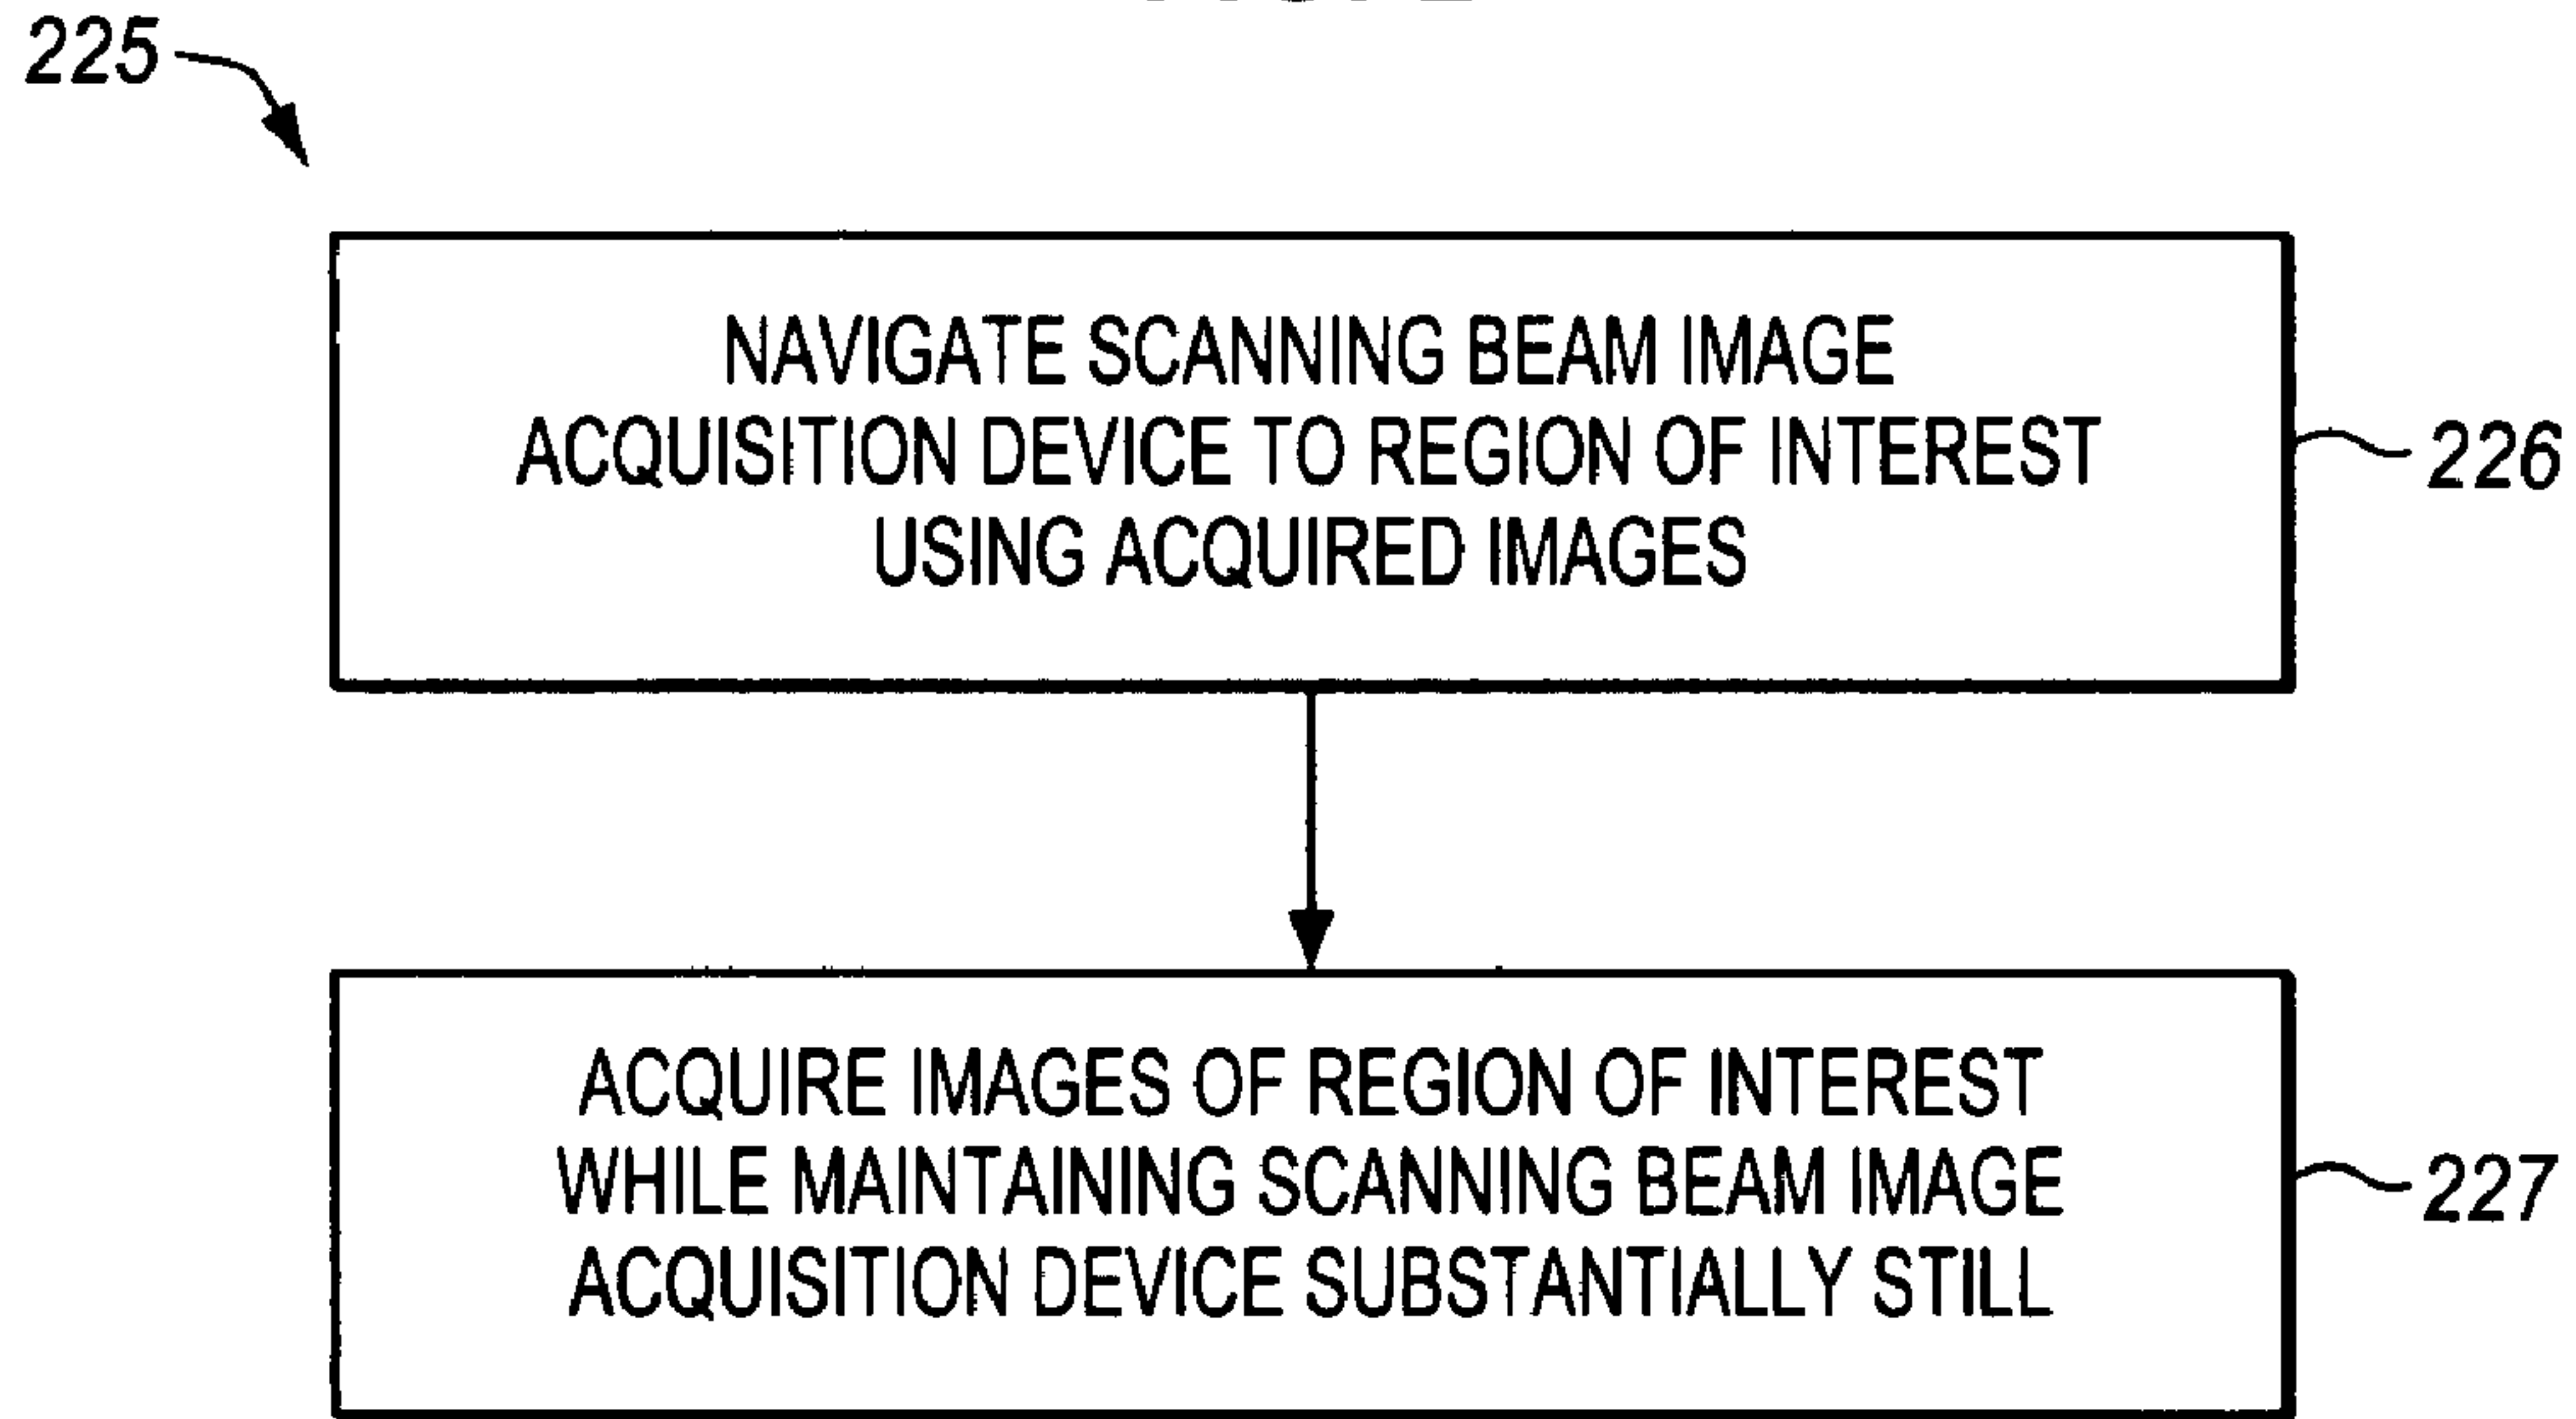 225
NAVIGATE SCANNING BEAM IMAGE
ACQUISITION DEVICE TO REGION OF INTEREST
USING ACQUIRED IMAGES
226
ACQUIRE IMAGES OF REGION OF INTEREST
WHILE MAINTAINING SCANNING BEAM IMAGE
ACQUISITION DEVICE SUBSTANTIALLY STILL
227